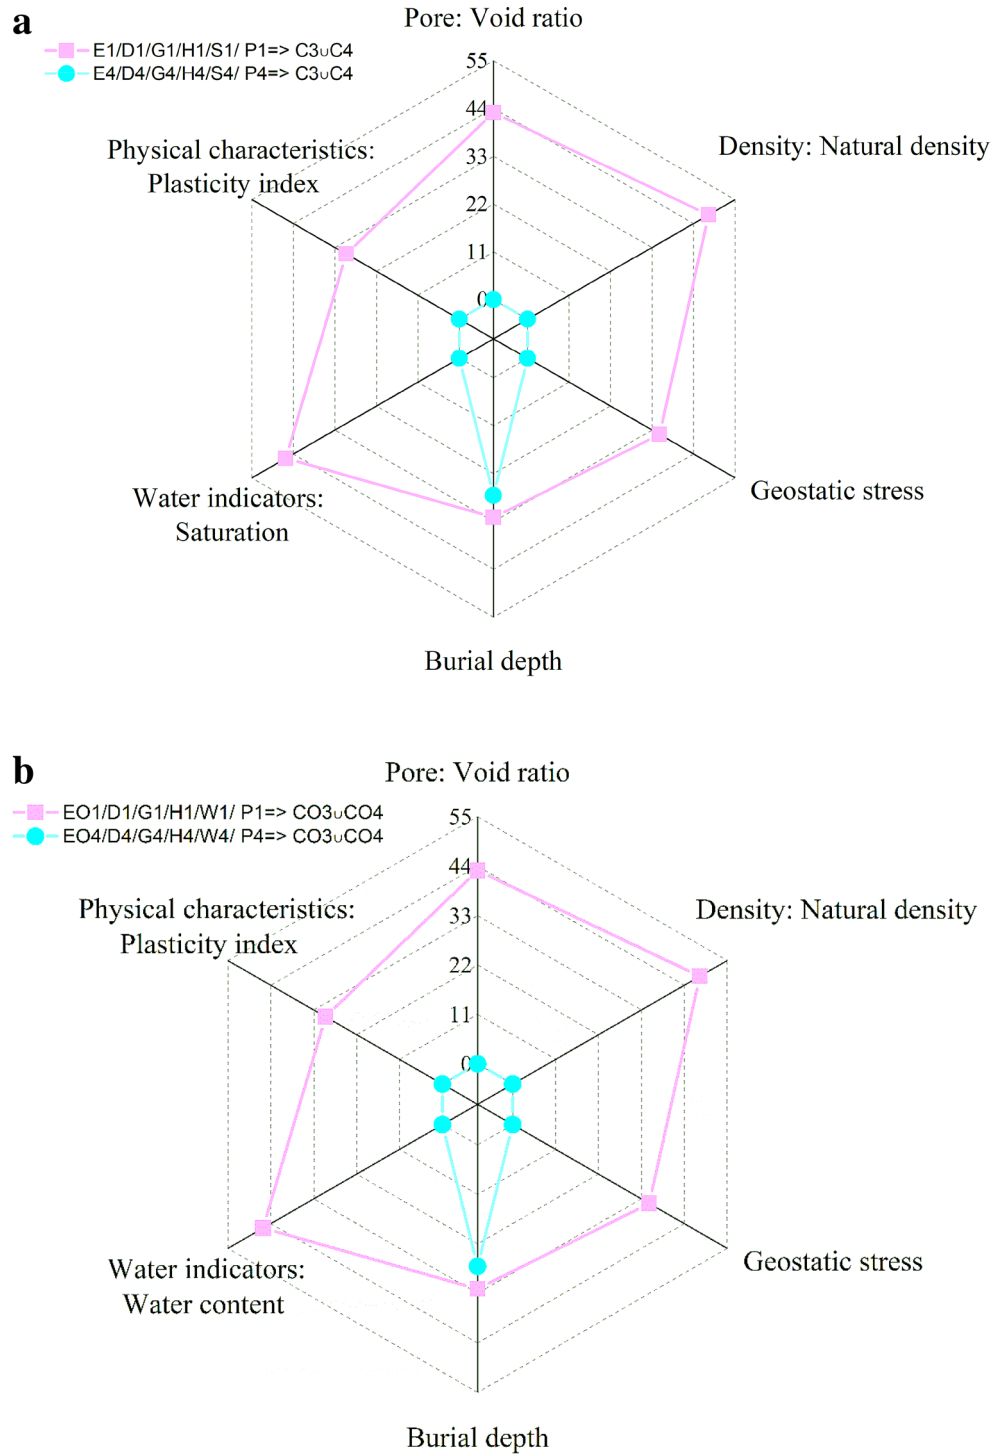 a
Pore: Void ratio
E1/D1/G1/H1/S1/ P1=> C3∪C4
E4/D4/G4/H4/S4/ P4=> C3∪C4
55
44
33
22
11
0
Physical characteristics:
Plasticity index
Density: Natural density
Water indicators:
Saturation
Geostatic stress
Burial depth
b
Pore: Void ratio
EO1/D1/G1/H1/W1/ P1=> CO3∪CO4
EO4/D4/G4/H4/W4/ P4=> CO3∪CO4
55
44
33
22
11
0
Physical characteristics:
Plasticity index
Density: Natural density
Water indicators:
Water content
Geostatic stress
Burial depth